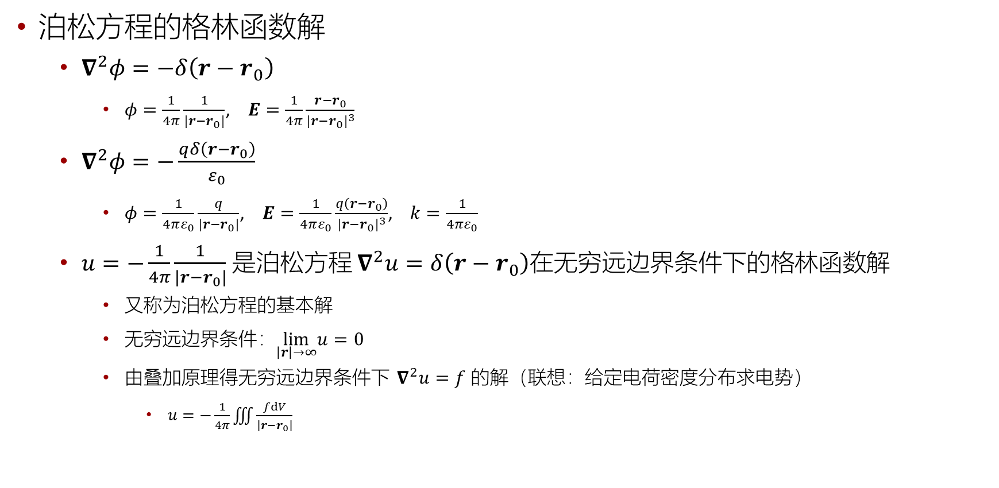 • 泊松方程的格林函数解
• $\nabla^2 \phi = -\delta(\boldsymbol{r} - \boldsymbol{r}_0)$
• $\phi = \frac{1}{4\pi} \frac{1}{|\boldsymbol{r}-\boldsymbol{r}_0|}, \quad \boldsymbol{E} = \frac{1}{4\pi} \frac{\boldsymbol{r}-\boldsymbol{r}_0}{|\boldsymbol{r}-\boldsymbol{r}_0|^3}$
• $\nabla^2 \phi = -\frac{q\delta(\boldsymbol{r}-\boldsymbol{r}_0)}{\varepsilon_0}$
• $\phi = \frac{1}{4\pi\varepsilon_0} \frac{q}{|\boldsymbol{r}-\boldsymbol{r}_0|}, \quad \boldsymbol{E} = \frac{1}{4\pi\varepsilon_0} \frac{q(\boldsymbol{r}-\boldsymbol{r}_0)}{|\boldsymbol{r}-\boldsymbol{r}_0|^3}, \quad k = \frac{1}{4\pi\varepsilon_0}$
• $u = -\frac{1}{4\pi} \frac{1}{|\boldsymbol{r}-\boldsymbol{r}_0|}$ 是泊松方程 $\nabla^2 u = \delta(\boldsymbol{r} - \boldsymbol{r}_0)$在无穷远边界条件下的格林函数解
• 又称为泊松方程的基本解
• 无穷远边界条件：$\lim_{|\boldsymbol{r}|\to\infty} u = 0$
• 由叠加原理得无穷远边界条件下 $\nabla^2 u = f$ 的解（联想：给定电荷密度分布求电势）
• $u = -\frac{1}{4\pi} \iiint \frac{f\mathrm{d}V}{|\boldsymbol{r}-\boldsymbol{r}_0|}$